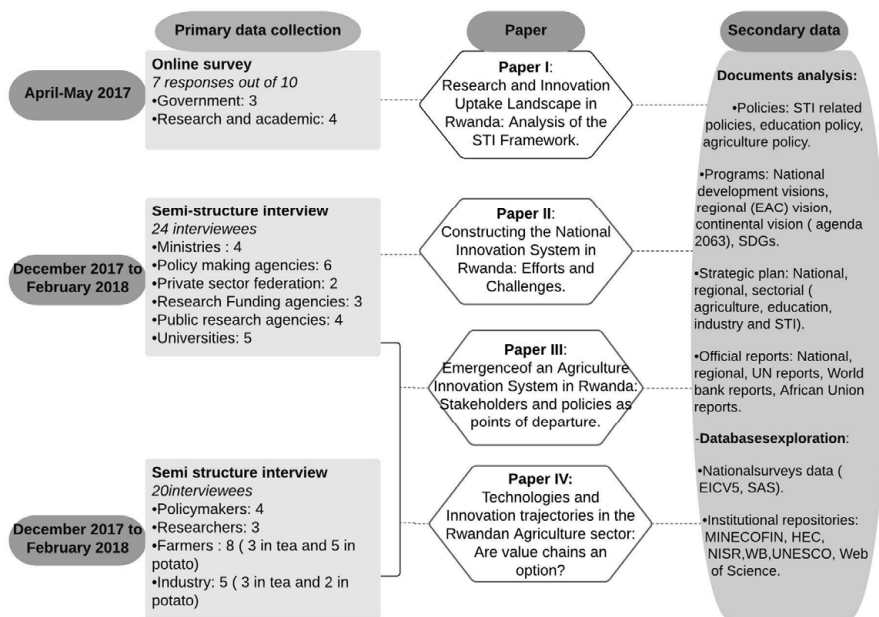 Primary data collection
Paper
Secondary data
April-May 2017
Online survey
7 responses out of 10
•Government: 3
•Research and academic: 4
Paper I:
Research and Innovation
Uptake Landscape in
Rwanda: Analysis of the
STI Framework.
December 2017 to
February 2018
Semi-structure interview
24 interviewees
•Ministries : 4
•Policy making agencies: 6
•Private sector federation: 2
•Research Funding agencies: 3
•Public research agencies: 4
•Universities: 5
Paper II:
Constructing the National
Innovation System in
Rwanda: Efforts and
Challenges.
Paper III:
Emergenceof an Agriculture
Innovation System in Rwanda:
Stakeholders and policies as
points of departure.
December 2017 to
February 2018
Semi structure interview
20interviewees
•Policymakers: 4
•Researchers: 3
•Farmers : 8 ( 3 in tea and 5 in
potato)
•Industry: 5 ( 3 in tea and 2 in
potato)
Paper IV:
Technologies and
Innovation trajectories in the
Rwandan Agriculture sector:
Are value chains an
option?
Documents analysis:
•Policies: STI related
policies, education policy,
agriculture policy.
•Programs: National
development visions,
regional (EAC) vision,
continental vision ( agenda
2063), SDGs.
•Strategic plan: National,
regional, sectorial (
agriculture, education,
industry and STI).
•Official reports: National,
regional, UN reports, World
bank reports, African Union
reports.
-Databasesexploration:
•Nationalsurveys data (
EICV5, SAS).
•Institutional repositories:
MINECOFIN, HEC,
NISR,WB,UNESCO, Web
of Science.